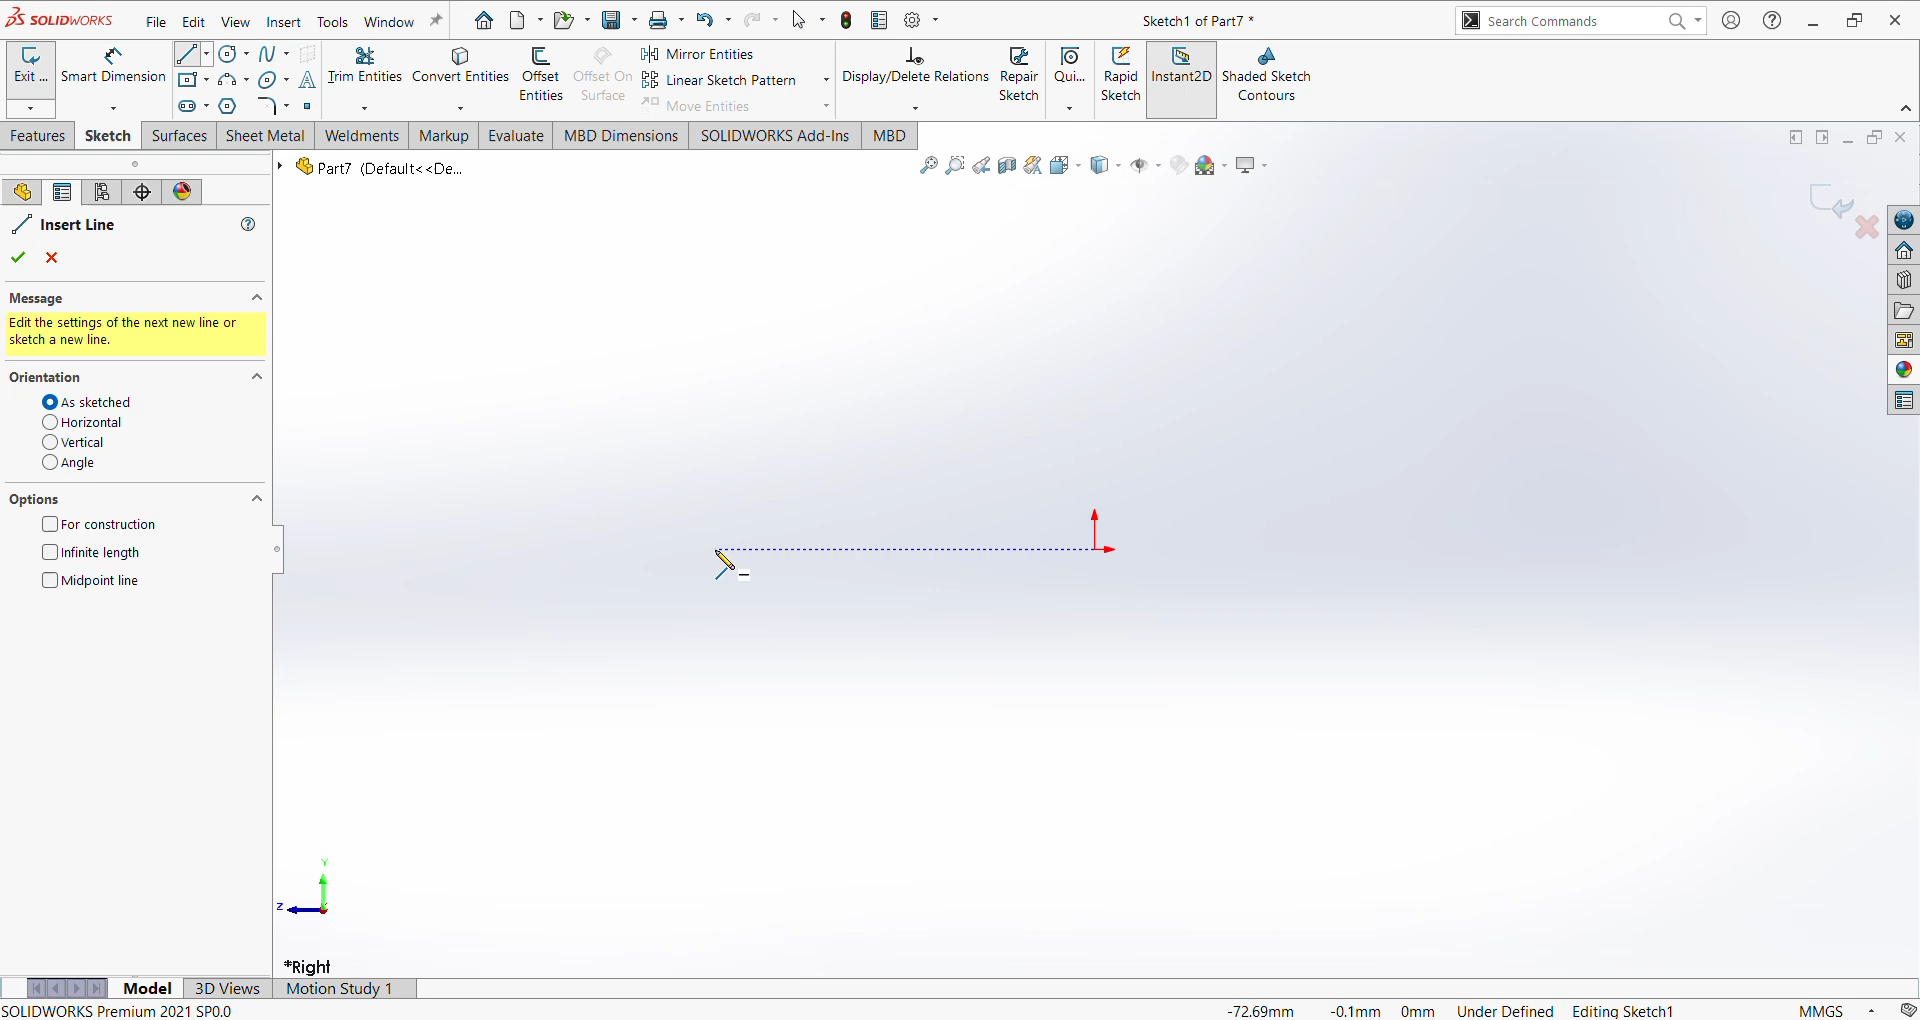 SOLIDWORKS File Edit View Insert Tools Window Sketch1 of Part7 * Search Commands
Exit ... Smart Dimension Trim Entities Convert Entities Offset Entities Offset On Surface Mirror Entities Linear Sketch Pattern Move Entities Display/Delete Relations Repair Sketch Qui... Rapid Sketch Instant2D Shaded Sketch Contours
Features Sketch Surfaces Sheet Metal Weldments Markup Evaluate MBD Dimensions SOLIDWORKS Add-Ins MBD
Part7 (Default<<De...
Insert Line
Message
Edit the settings of the next new line or
sketch a new line.
Orientation
As sketched
Horizontal
Vertical
Angle
Options
For construction
Infinite length
Midpoint line
Y
Z
*Right
Model 3D Views Motion Study 1
SOLIDWORKS Premium 2021 SP0.0 -72.69mm -0.1mm 0mm Under Defined Editing Sketch1 MMGS